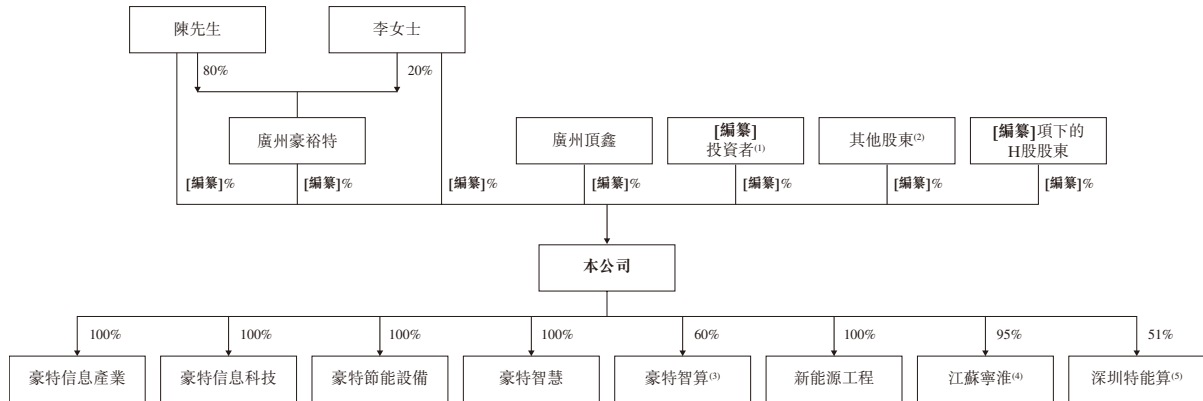 陳先生
李女士
80%
20%
廣州豪裕特
廣州頂鑫
[編纂]
投資者(1)
其他股東(2)
[編纂]項下的
H股股東
[編纂]%
[編纂]%
[編纂]%
[編纂]%
[編纂]%
[編纂]%
[編纂]%
本公司
100%
100%
100%
100%
60%
100%
95%
51%
豪特信息產業
豪特信息科技
豪特節能設備
豪特智慧
豪特智算(3)
新能源工程
江蘇寧淮(4)
深圳特能算(5)